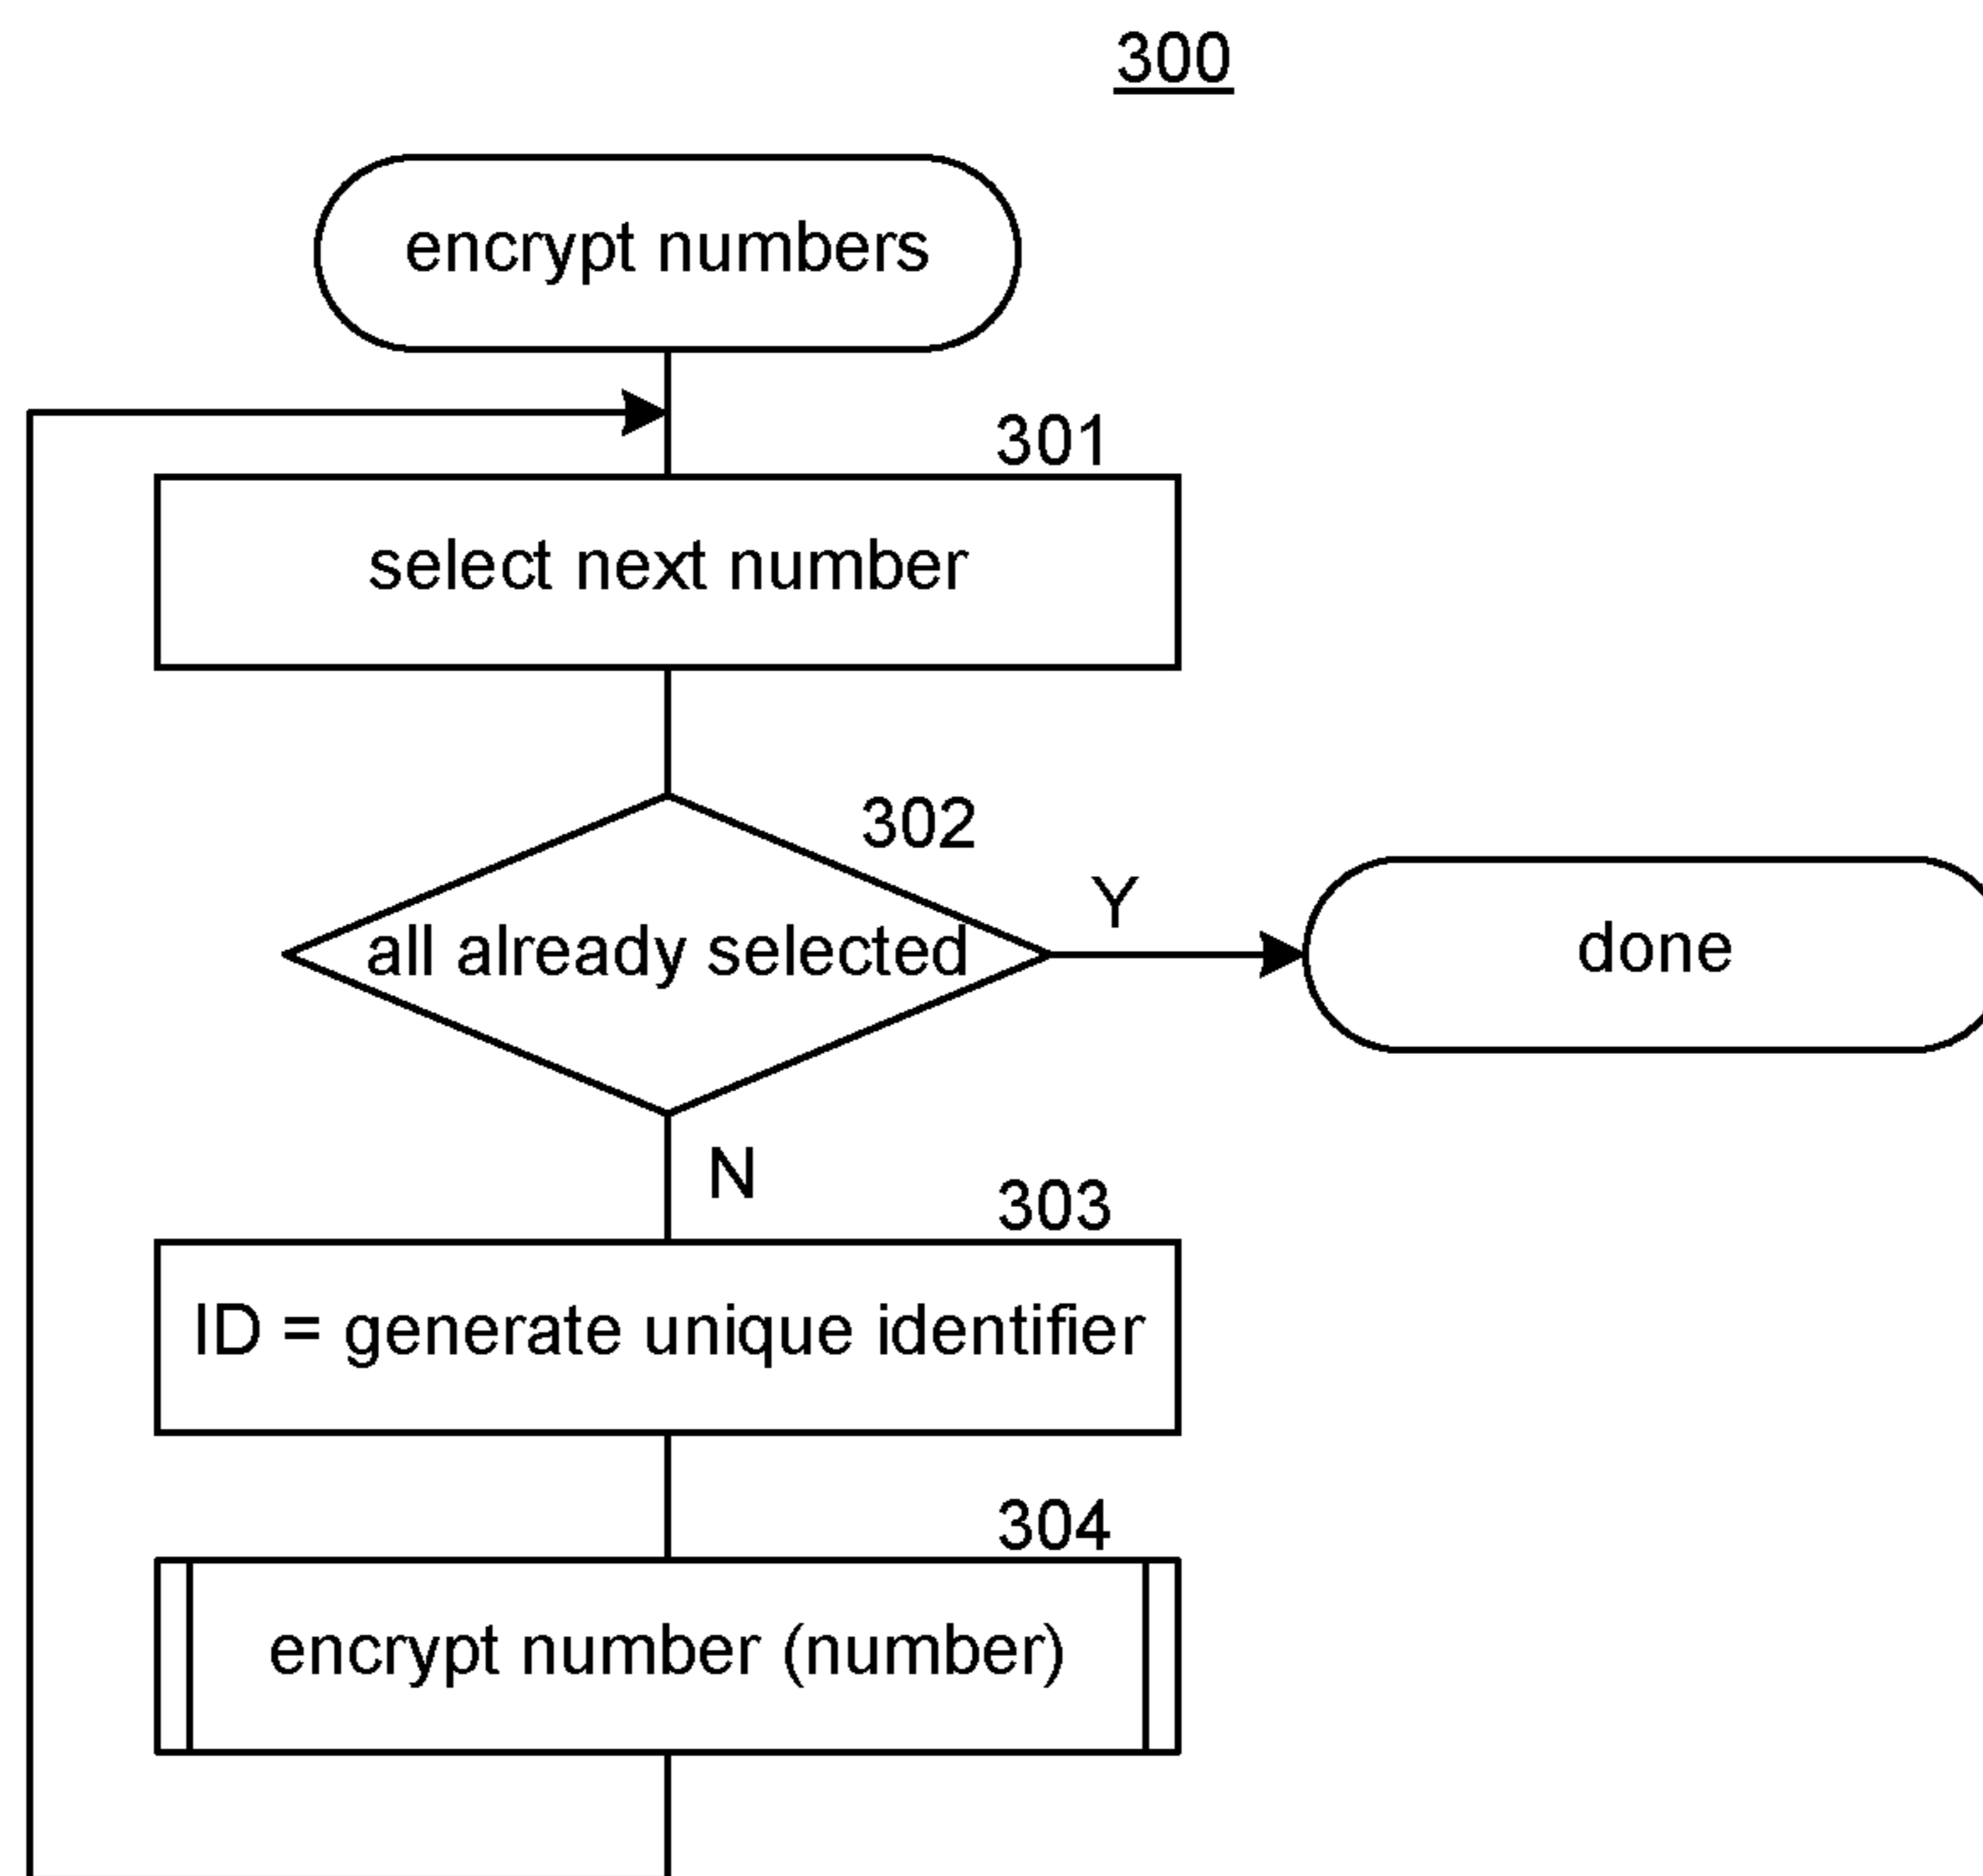 300
encrypt numbers
301
select next number
302
all already selected
Y
done
N
303
ID = generate unique identifier
304
encrypt number (number)